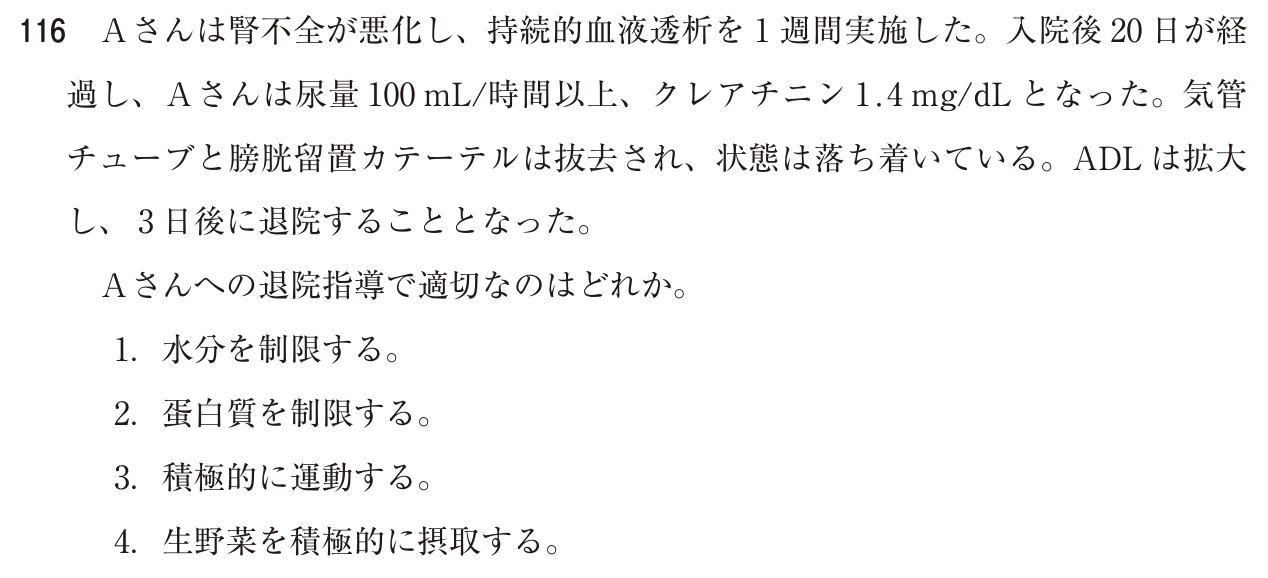 116 Aさんは腎不全が悪化し、持続的血液透析を1週間実施した。入院後20日が経
過し、Aさんは尿量100 mL/時間以上、クレアチニン1.4 mg/dLとなった。気管
チューブと膀胱留置カテーテルは抜去され、状態は落ち着いている。ADLは拡大
し、3日後に退院することとなった。
Aさんへの退院指導で適切なのはどれか。
1. 水分を制限する。
2. 蛋白質を制限する。
3. 積極的に運動する。
4. 生野菜を積極的に摂取する。